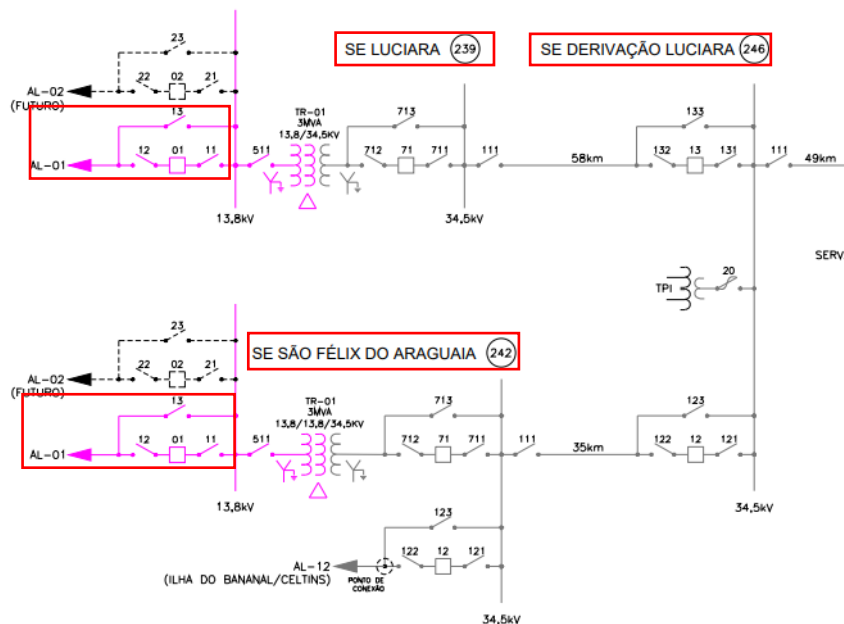 SE LUCIARA 239
SE DERIVAÇÃO LUCIARA 246
23
22 02 21
AL-02
(FUTURO)
13
12 01 11
AL-01
511
TR-01
3MVA
13,8/34,5KV
713
712 71 711
111
58km
133
132 13 131
111
49km
13,8kV
34,5kV
SERV
TPI
20
SE SÃO FÉLIX DO ARAGUAIA 242
23
22 02 21
AL-02
(FUTURO)
13
12 01 11
AL-01
511
TR-01
3MVA
13,8/13,8/34,5KV
713
712 71 711
111
35km
123
122 12 121
13,8kV
34,5kV
123
122 12 121
AL-12
(ILHA DO BANANAL/CELTINS)
PONTO DE
CONEXÃO
34,5kV